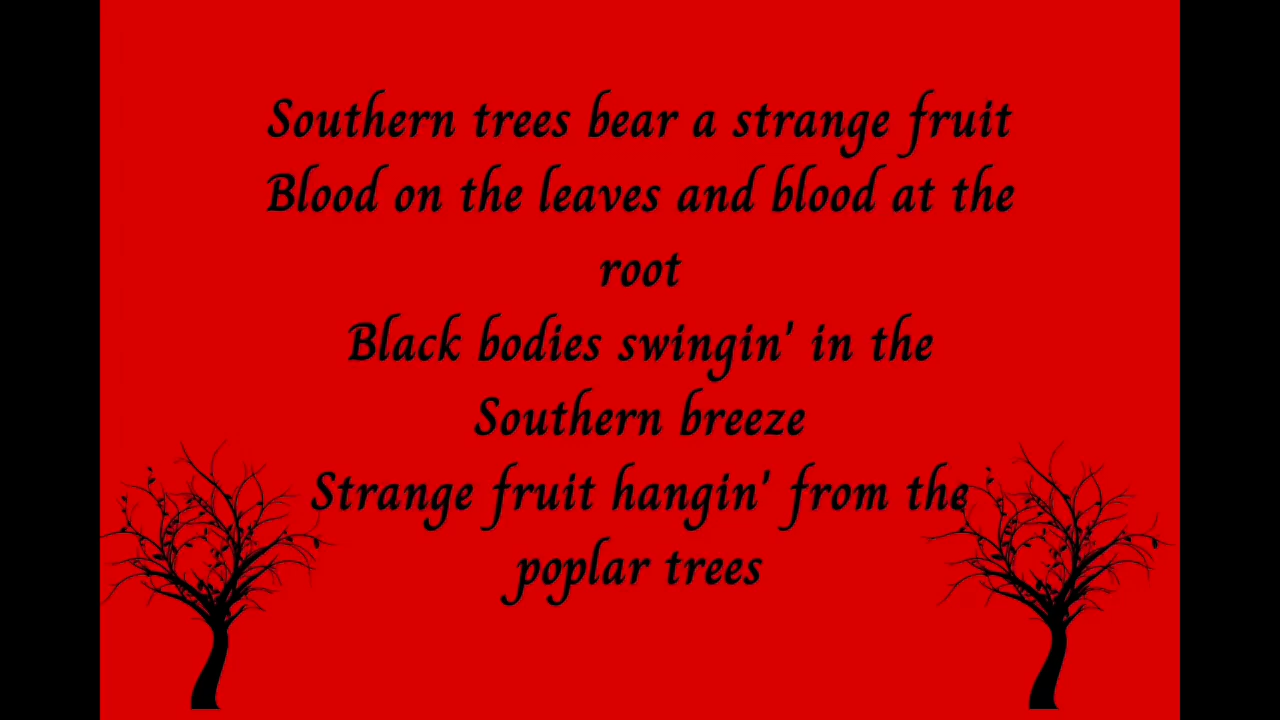 Southern trees bear a strange fruit
Blood on the leaves and blood at the
root
Black bodies swingin' in the
Southern breeze
Strange fruit hangin' from the
poplar trees